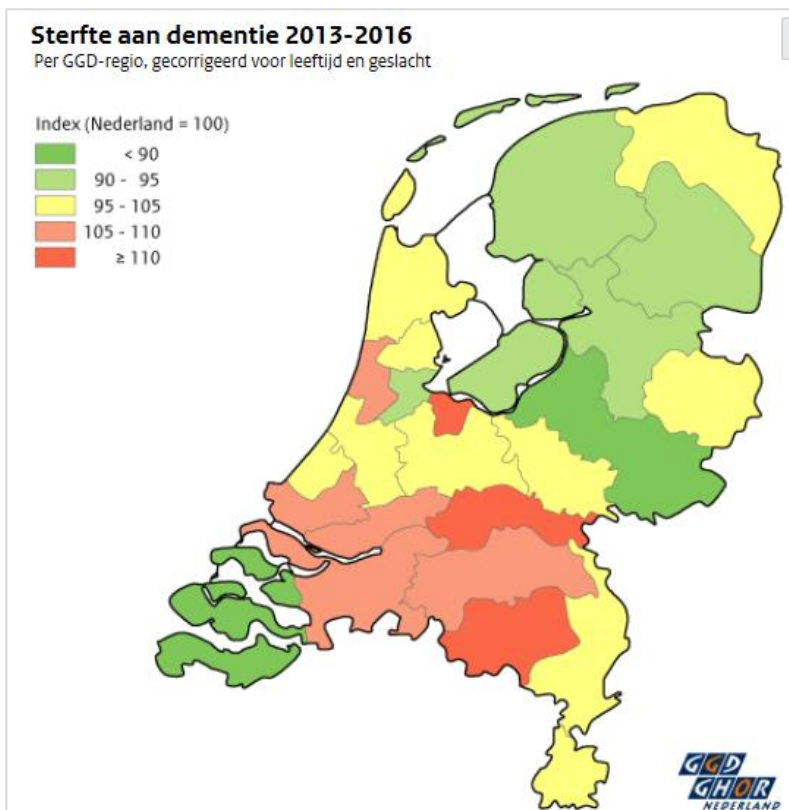 Sterfte aan dementie 2013-2016
Per GGD-regio, gecorrigeerd voor leeftijd en geslacht
Index (Nederland = 100)
< 90
90 - 95
95 - 105
105 - 110
≥ 110
GGD
GHOR
NEDERLAND